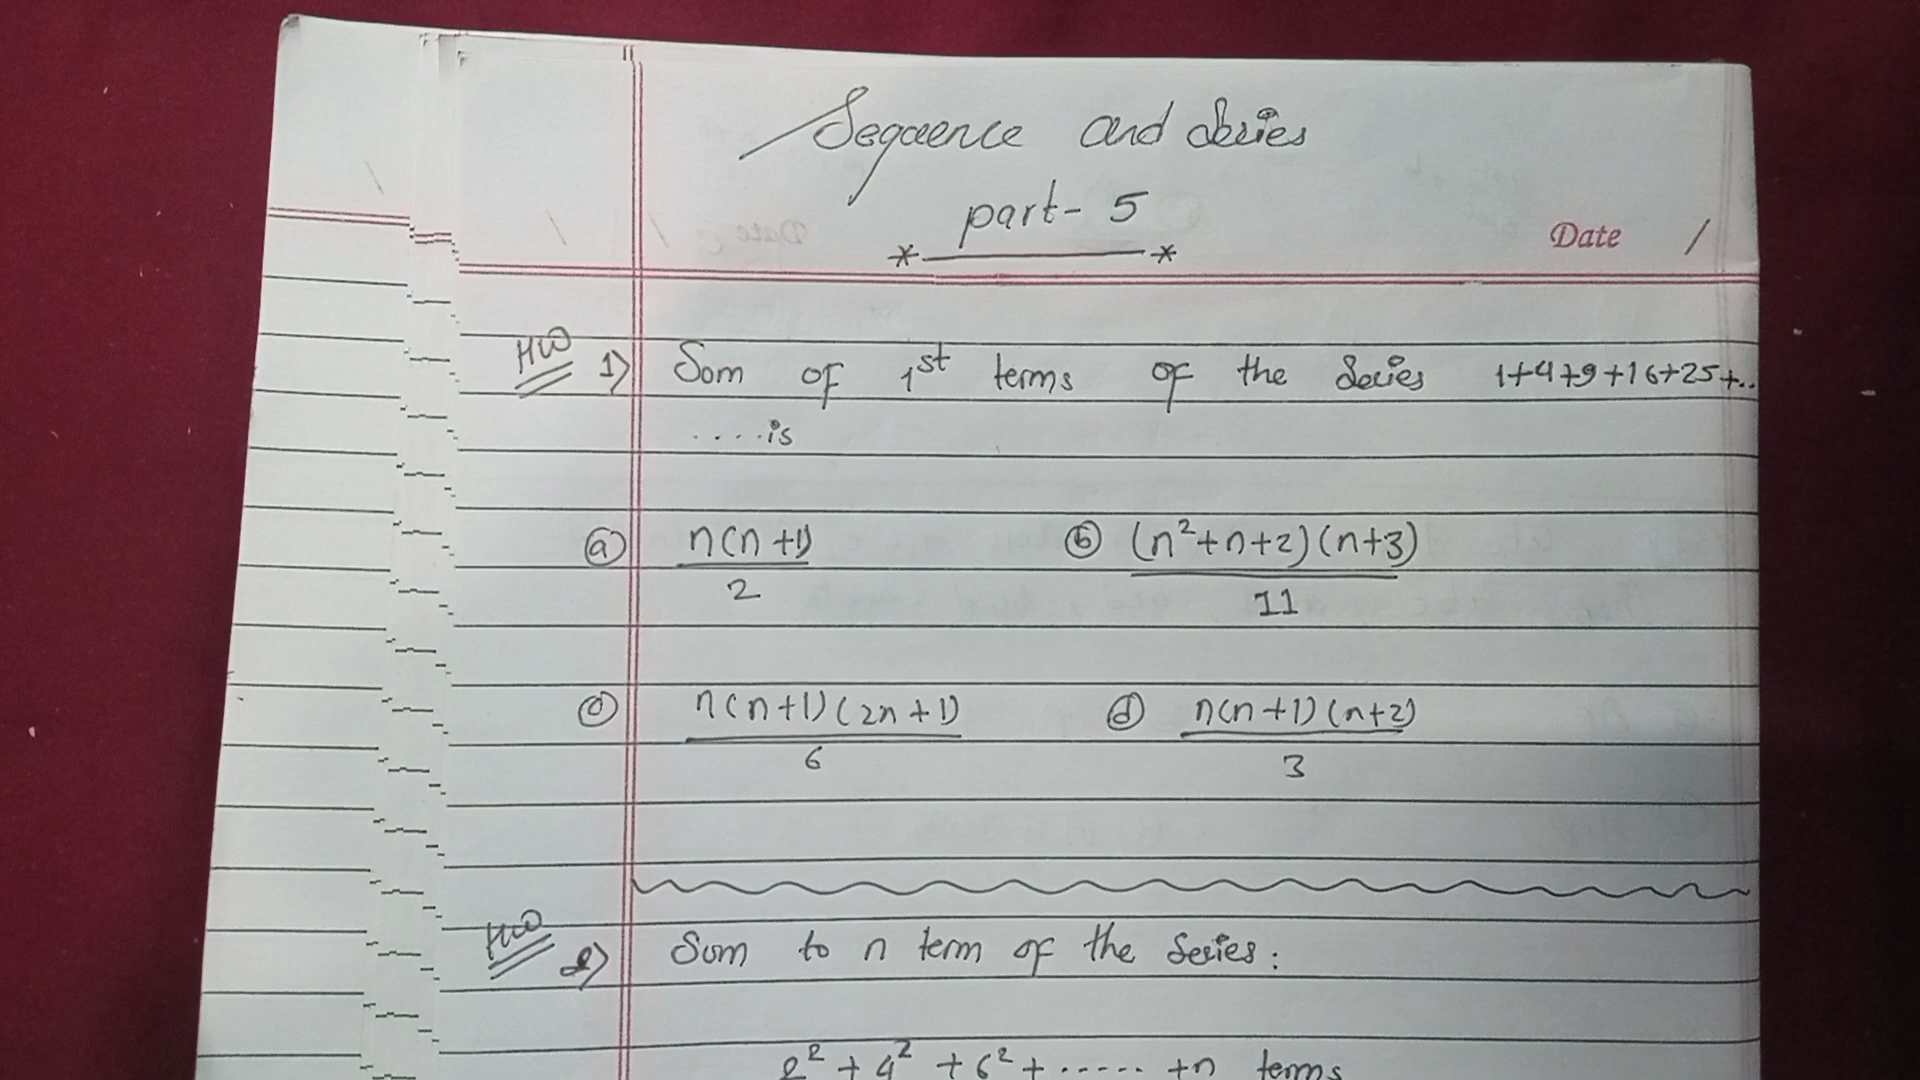 Sequence and Series
part- 5
Date /
HW 1) Som of 1st terms of the Series 1+4+9+16+25+..
....is
(a) n(n+1)/2 (b) (n²+n+2)(n+3)/11
(c) n(n+1)(2n+1)/6 (d) n(n+1)(n+2)/3
HW 2) Sum to n term of the Series:
2² + 4² + 6² + ..... +n terms